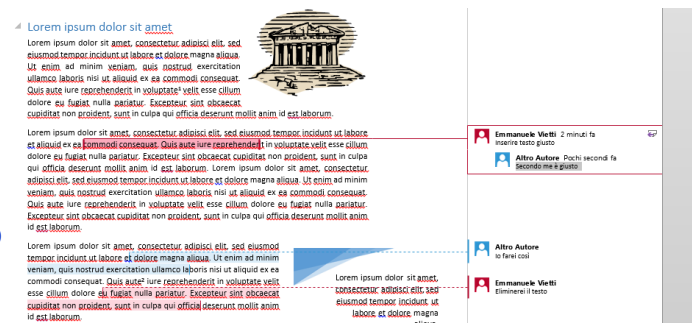 Lorem ipsum dolor sit amet
Lorem ipsum dolor sit amet, consectetur adipisci elit, sed
eiusmod tempor incidunt ut labore et dolore magna aliqua.
Ut enim ad minim veniam, quis nostrud exercitation
ullamco laboris nisi ut aliquid ex ea commodi consequat.
Quis aute iure reprehenderit in voluptate¹ velit esse cillum
dolore eu fugiat nulla pariatur. Excepteur sint obcaecat
cupiditat non proident, sunt in culpa qui officia deserunt mollit anim id est laborum.
Lorem ipsum dolor sit amet, consectetur adipisci elit, sed eiusmod tempor incidunt ut labore
et aliquid ex ea commodi consequat. Quis aute iure reprehenderit in voluptate velit esse cillum
dolore eu fugiat nulla pariatur. Excepteur sint obcaecat cupiditat non proident, sunt in culpa
qui officia deserunt mollit anim id est laborum. Lorem ipsum dolor sit amet, consectetur
adipisci elit, sed eiusmod tempor incidunt ut labore et dolore magna aliqua. Ut enim ad minim
veniam, quis nostrud exercitation ullamco laboris nisi ut aliquid ex ea commodi consequat.
Quis aute iure reprehenderit in voluptate velit esse cillum dolore eu fugiat nulla pariatur.
Excepteur sint obcaecat cupiditat non proident, sunt in culpa qui officia deserunt mollit anim
id est laborum.
Lorem ipsum dolor sit amet, consectetur adipisci elit, sed eiusmod
tempor incidunt ut labore et dolore magna aliqua. Ut enim ad minim
veniam, quis nostrud exercitation ullamco laboris nisi ut aliquid ex ea
commodi consequat. Quis aute² iure reprehenderit in voluptate velit
esse cillum dolore eu fugiat nulla pariatur. Excepteur sint obcaecat
cupiditat non proident, sunt in culpa qui officia deserunt mollit anim
id est laborum.
Lorem ipsum dolor sit amet,
consectetur adipisci elit, sed
eiusmod tempor incidunt ut
labore et dolore magna
Emmanuele Vietti 2 minuti fa
Inserire testo giusto
Altro Autore Pochi secondi fa
Secondo me è giusto
Altro Autore
Io farei così
Emmanuele Vietti
Eliminerei il testo